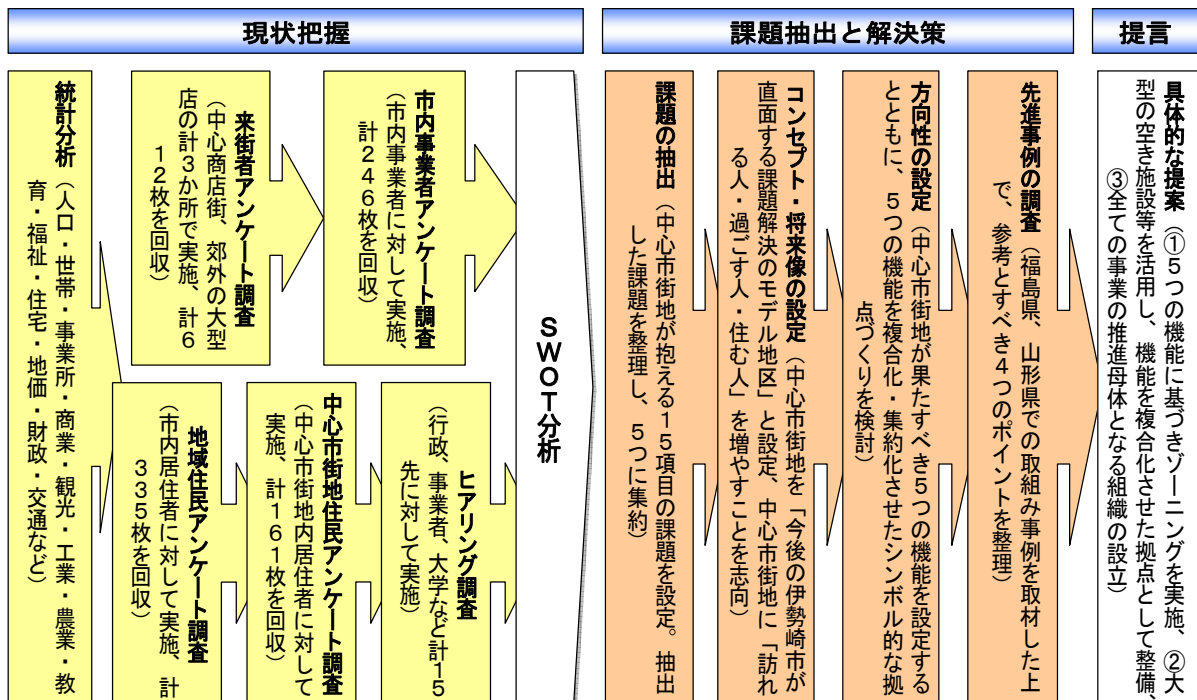 現状把握
課題抽出と解決策
提言
統計分析（人口・世帯・事業所・商業・観光・工業・農業・教
育・福祉・住宅・地価・財政・交通など）
来街者アンケート調査
（中心商店街、郊外の大型
店の計３か所で実施、計６
１２枚を回収）
市内事業者アンケート調査
（市内事業者に対して実施、
計２４６枚を回収）
地域住民アンケート調査
（市内居住者に対して実施、計
３３５枚を回収）
中心市街地住民アンケート調査
（中心市街地内居住者に対して
実施、計１６１枚を回収）
ヒアリング調査
（行政、事業者、大学など計１５
先に対して実施）
ＳＷＯＴ分析
課題の抽出（中心市街地が抱える１５項目の課題を設定。抽出
した課題を整理し、５つに集約）
コンセプト・将来像の設定（中心市街地を「今後の伊勢崎市が
直面する課題解決のモデル地区」と設定、中心市街地に「訪れ
る人・過ごす人・住む人」を増やすことを志向）
方向性の設定（中心市街地が果たすべき５つの機能を設定する
とともに、５つの機能を複合化・集約化させたシンボル的な拠
点づくりを検討）
先進事例の調査（福島県、山形県での取組み事例を取材した上
で、参考とすべき４つのポイントを整理）
具体的な提案（①５つの機能に基づきゾーニングを実施、②大
型の空き施設等を活用し、機能を複合化させた拠点として整備、
③全ての事業の推進母体となる組織の設立）